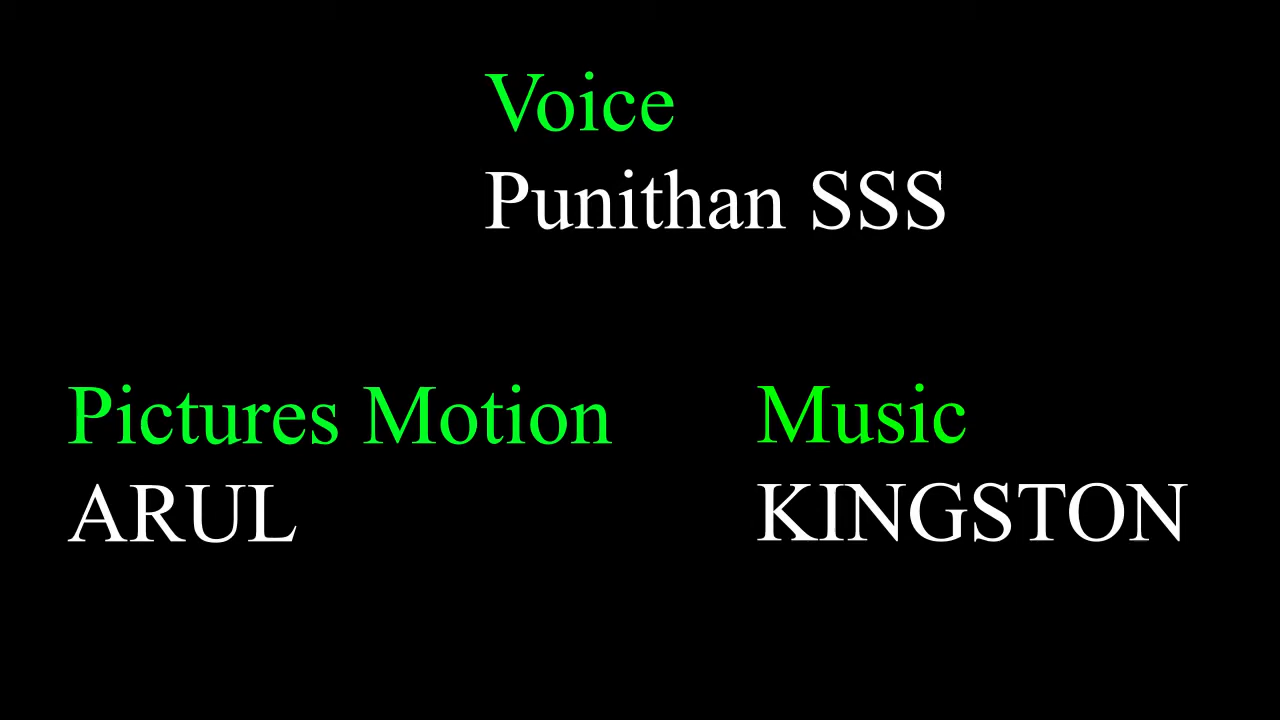 Voice
Punithan SSS
Pictures Motion
ARUL
Music
KINGSTON